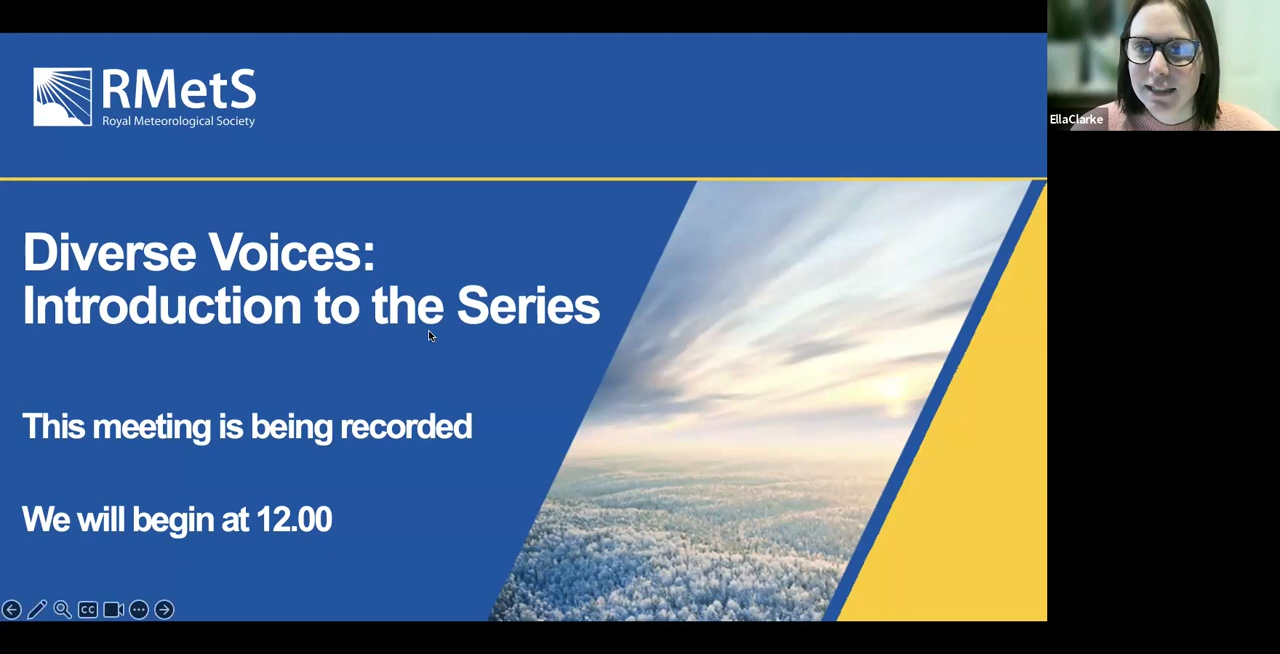 RMetS
Royal Meteorological Society
EllaClarke
Diverse Voices:
Introduction to the Series
This meeting is being recorded
We will begin at 12.00
CC